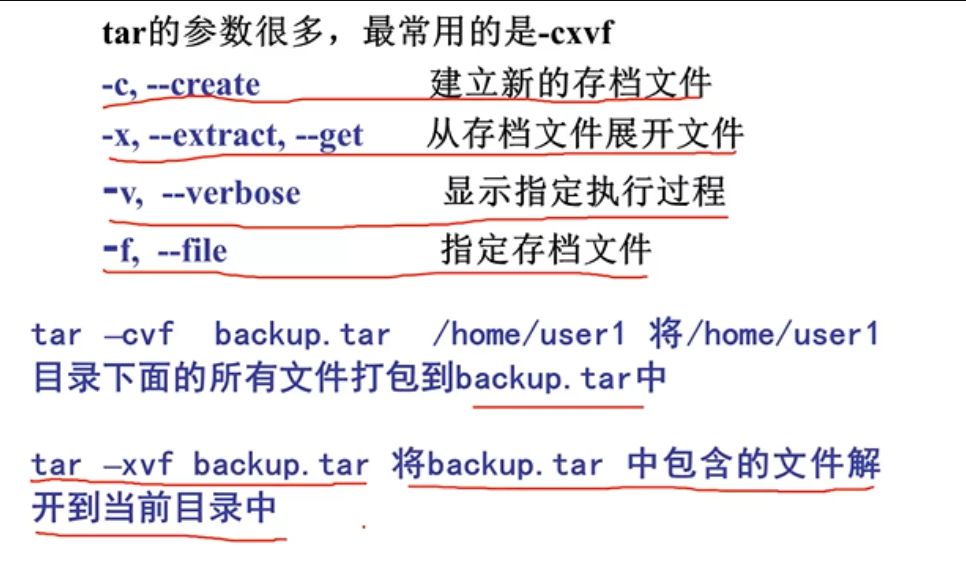 tar的参数很多，最常用的是-cxvf
-c, --create 建立新的存档文件
-x, --extract, --get 从存档文件展开文件
-v, --verbose 显示指定执行过程
-f, --file 指定存档文件
tar –cvf backup.tar /home/user1 将/home/user1
目录下面的所有文件打包到backup.tar中
tar –xvf backup.tar 将backup.tar 中包含的文件解
开到当前目录中